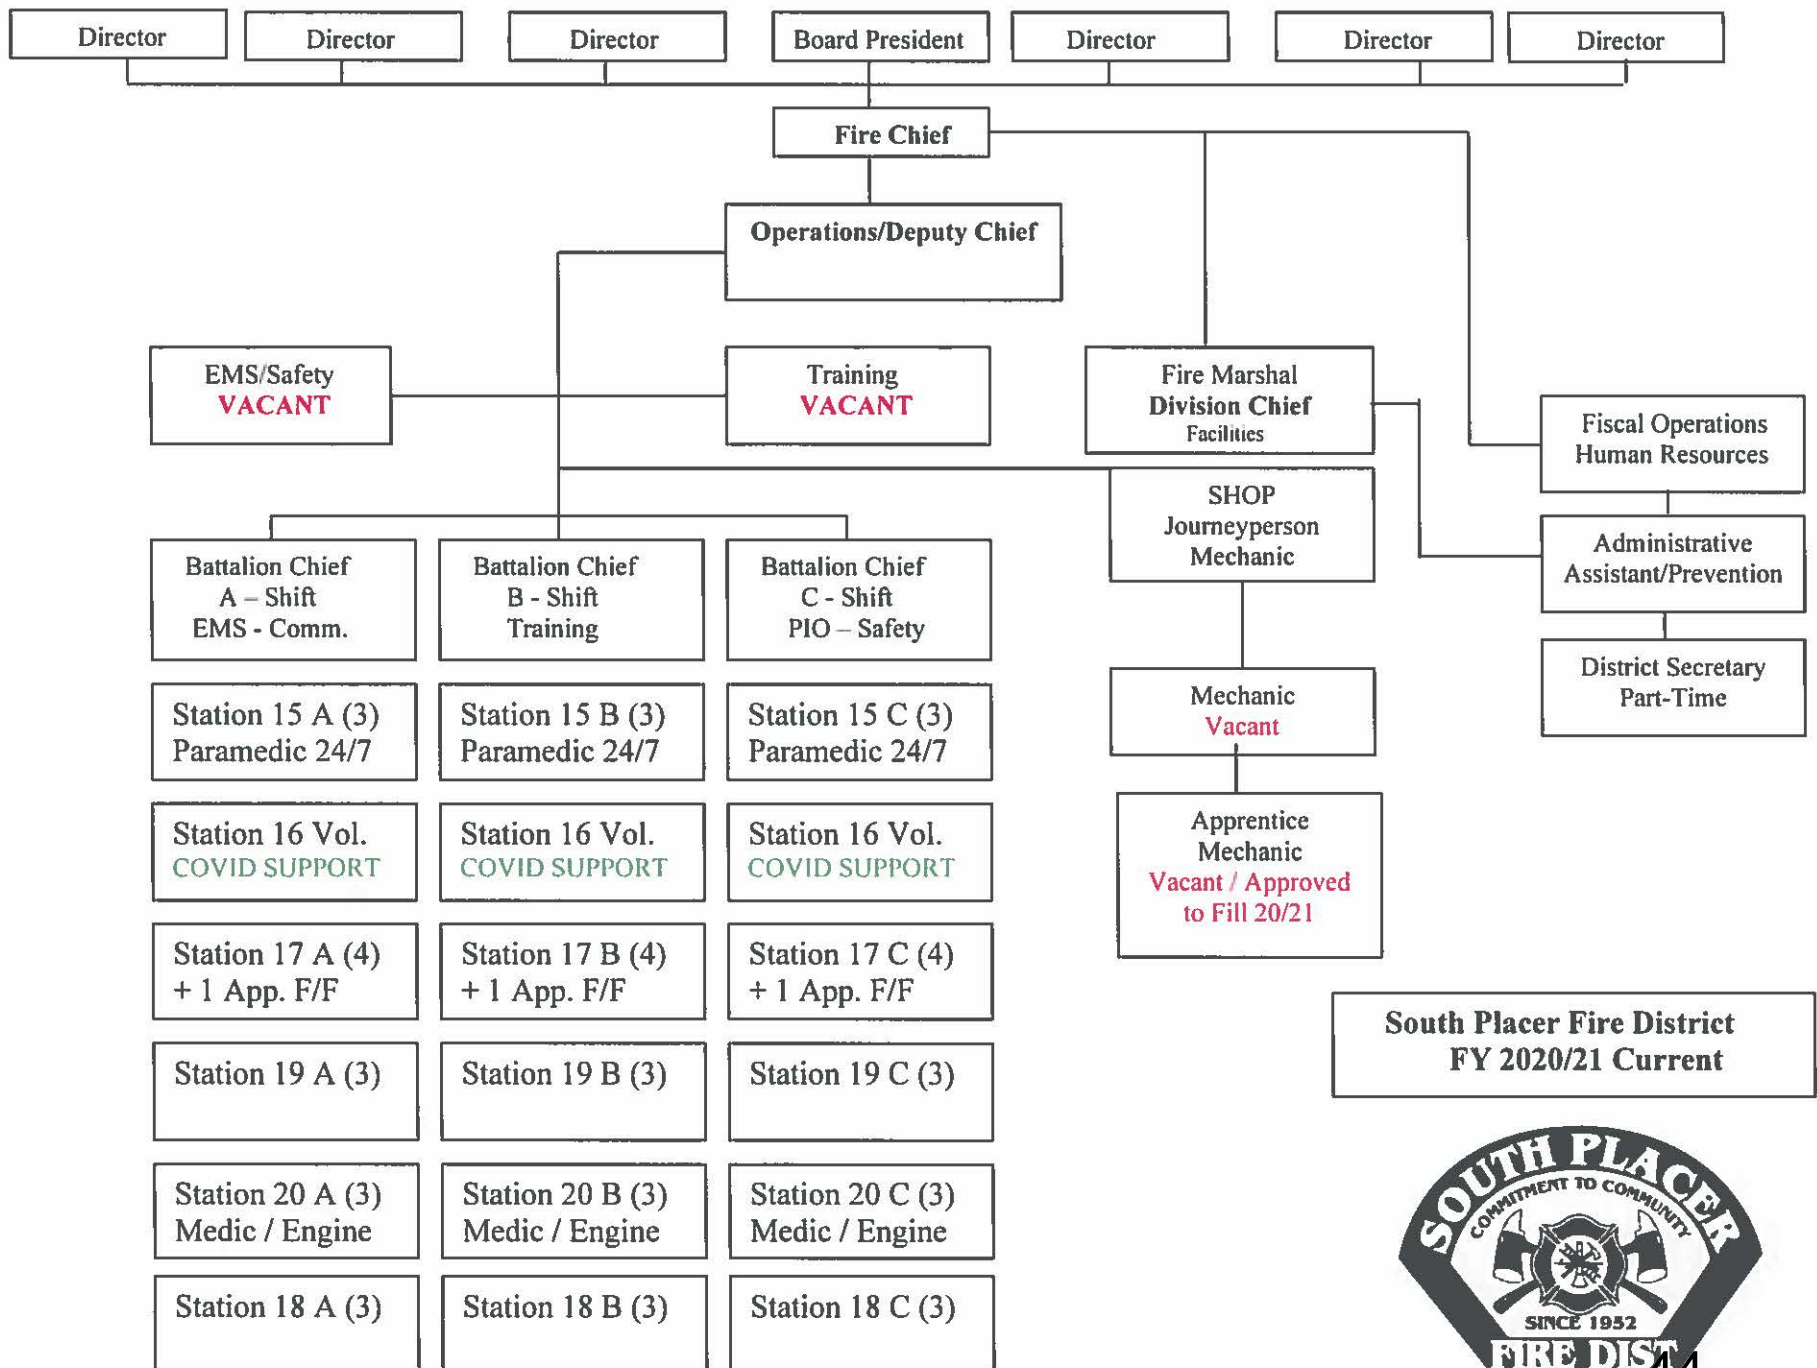 Director
Director
Director
Board President
Director
Director
Director
Fire Chief
Operations/Deputy Chief
EMS/Safety
VACANT
Training
VACANT
Fire Marshal
Division Chief
Facilities
Fiscal Operations
Human Resources
SHOP
Journeyperson
Mechanic
Administrative
Assistant/Prevention
Battalion Chief
A – Shift
EMS - Comm.
Battalion Chief
B - Shift
Training
Battalion Chief
C - Shift
PIO – Safety
District Secretary
Part-Time
Mechanic
Vacant
Station 15 A (3)
Paramedic 24/7
Station 15 B (3)
Paramedic 24/7
Station 15 C (3)
Paramedic 24/7
Apprentice
Mechanic
Vacant / Approved
to Fill 20/21
Station 16 Vol.
COVID SUPPORT
Station 16 Vol.
COVID SUPPORT
Station 16 Vol.
COVID SUPPORT
Station 17 A (4)
+ 1 App. F/F
Station 17 B (4)
+ 1 App. F/F
Station 17 C (4)
+ 1 App. F/F
South Placer Fire District
FY 2020/21 Current
Station 19 A (3)
Station 19 B (3)
Station 19 C (3)
Station 20 A (3)
Medic / Engine
Station 20 B (3)
Medic / Engine
Station 20 C (3)
Medic / Engine
Station 18 A (3)
Station 18 B (3)
Station 18 C (3)
SOUTH PLACER
COMMITMENT TO COMMUNITY
SINCE 1952
FIRE DIST.
44